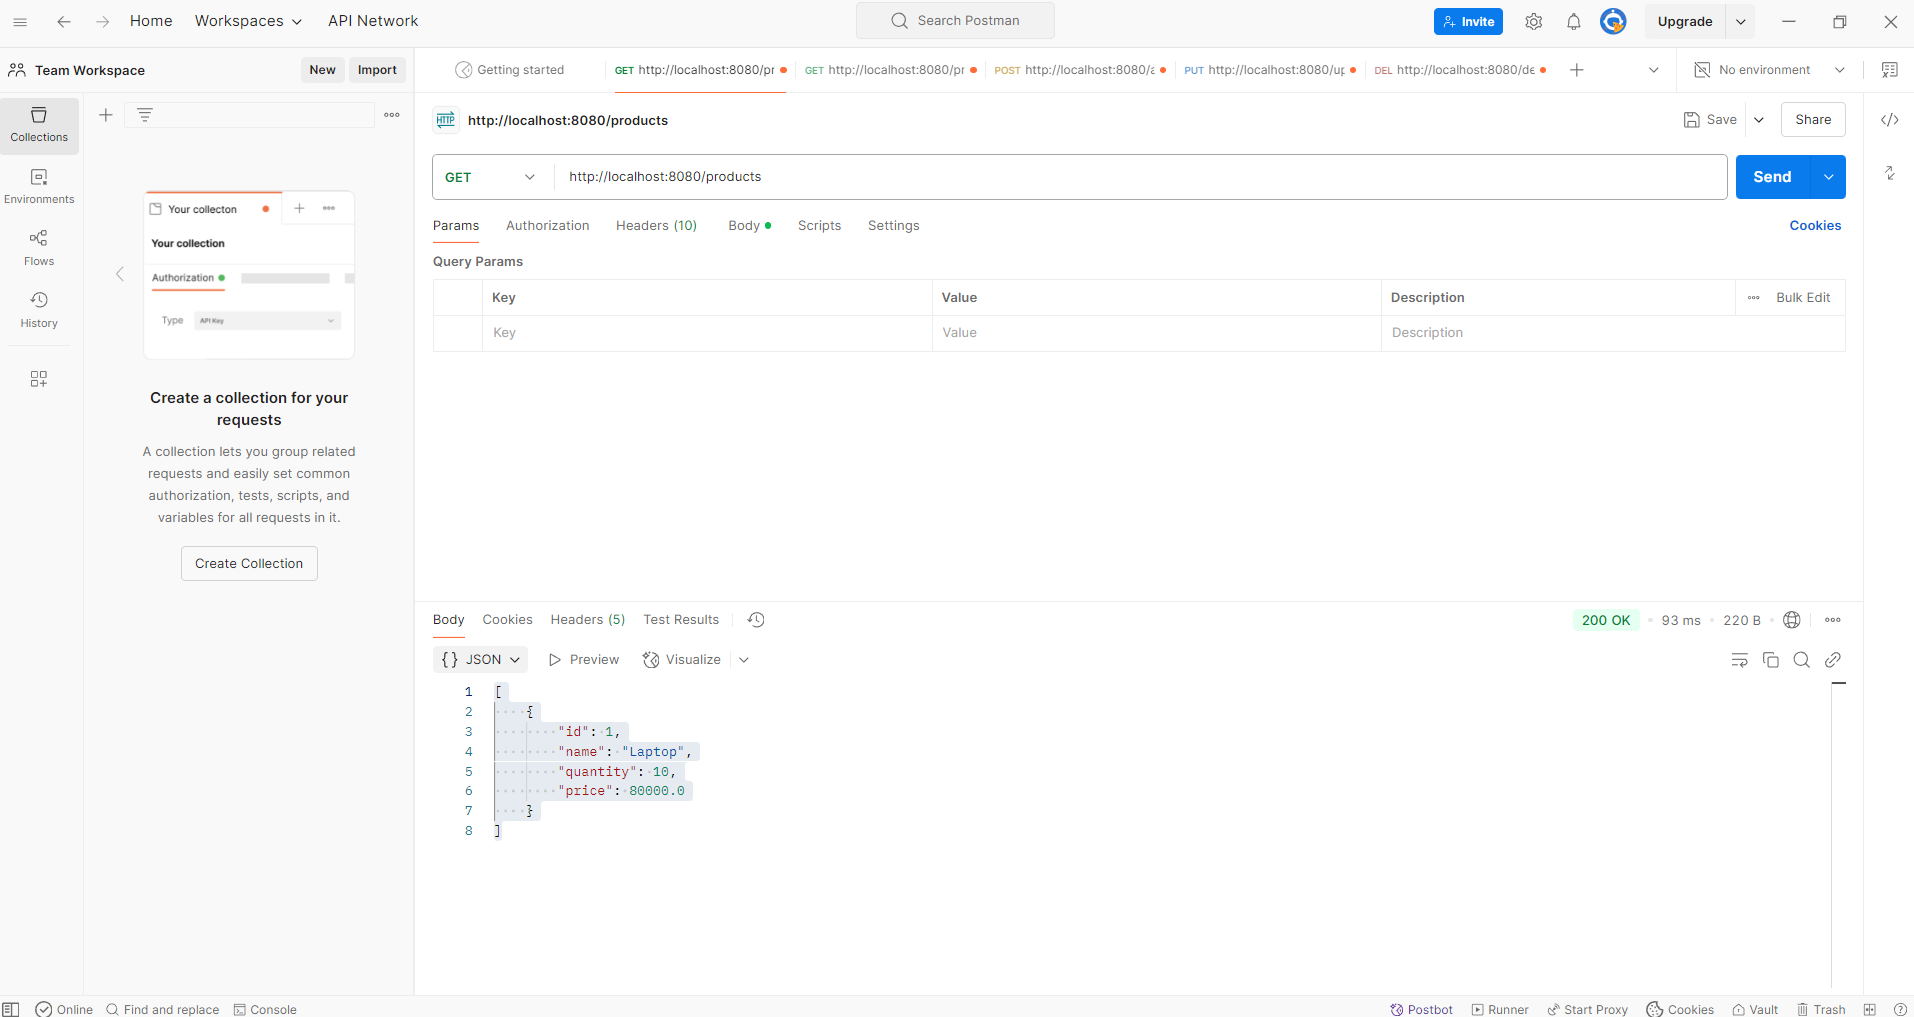 Home Workspaces API Network Search Postman Invite Upgrade
Team Workspace New Import
Getting started GET http://localhost:8080/pr GET http://localhost:8080/pr POST http://localhost:8080/a PUT http://localhost:8080/up DEL http://localhost:8080/de No environment
Collections
Environments
Flows
History
Your collecton
Your collection
Authorization
Type API Key
Create a collection for your
requests
A collection lets you group related
requests and easily set common
authorization, tests, scripts, and
variables for all requests in it.
Create Collection
HTTP http://localhost:8080/products Save Share
GET http://localhost:8080/products Send
Params Authorization Headers (10) Body Scripts Settings Cookies
Query Params
Key Value Description Bulk Edit
Key Value Description
Body Cookies Headers (5) Test Results 200 OK 93 ms 220 B
{} JSON Preview Visualize
1 [
2 {
3 "id": 1,
4 "name": "Laptop",
5 "quantity": 10,
6 "price": 80000.0
7 }
8 ]
Online Find and replace Console Postbot Runner Start Proxy Cookies Vault Trash